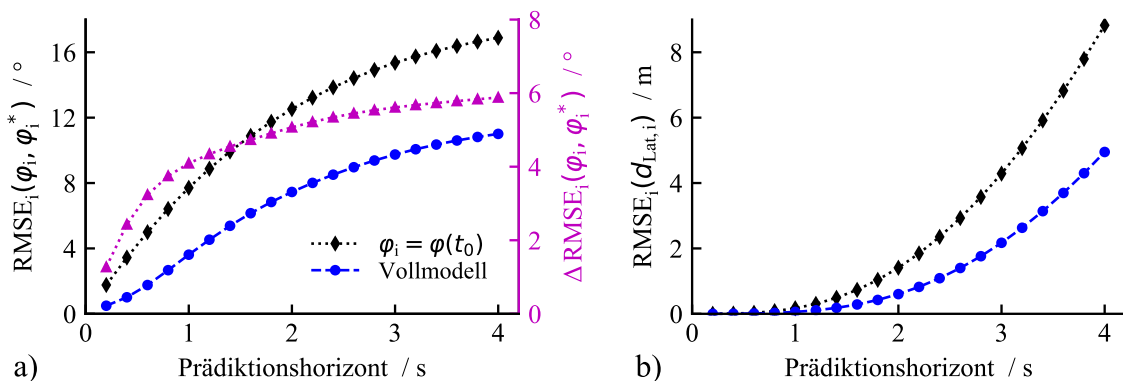 RMSE_i(φ_i, φ_i*) / °
16
12
8
4
0
0
1
2
3
4
8
6
4
2
0
ΔRMSE_i(φ_i, φ_i*) / °
φ_i = φ(t_0)
Vollmodell
Prädiktionshorizont / s
a)
RMSE_i(d_Lat,i) / m
8
6
4
2
0
0
1
2
3
4
Prädiktionshorizont / s
b)